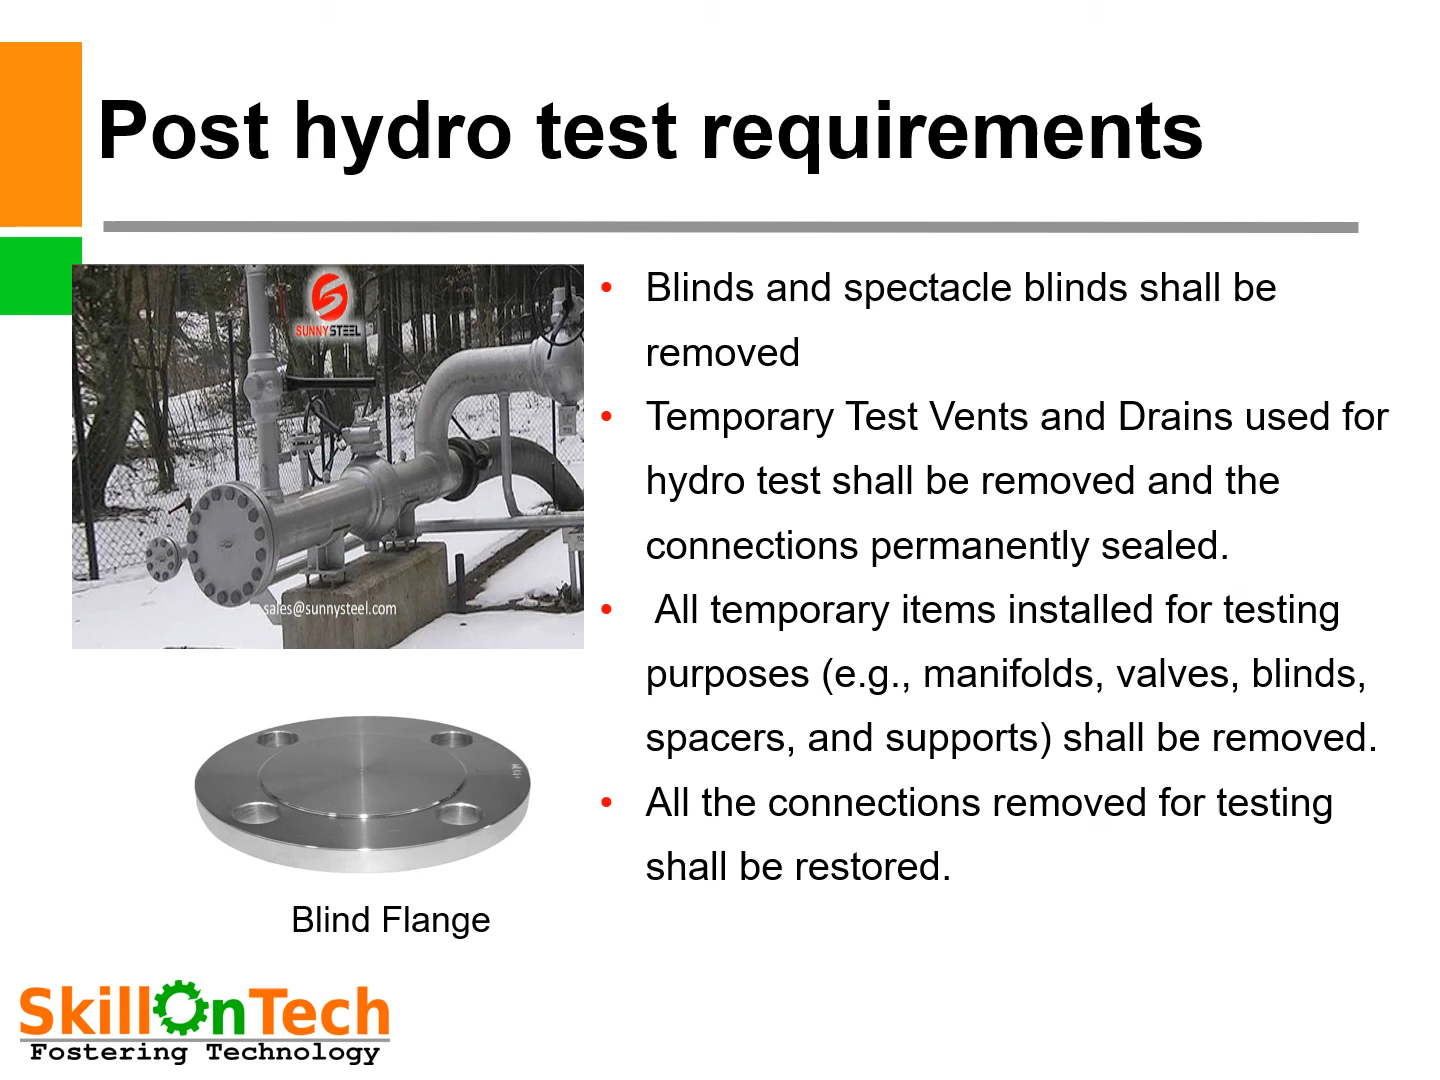 Post hydro test requirements
SUNNYSTEEL
sales@sunnysteel.com
Blind Flange
• Blinds and spectacle blinds shall be
removed
• Temporary Test Vents and Drains used for
hydro test shall be removed and the
connections permanently sealed.
• All temporary items installed for testing
purposes (e.g., manifolds, valves, blinds,
spacers, and supports) shall be removed.
• All the connections removed for testing
shall be restored.
SkillOnTech
Fostering Technology